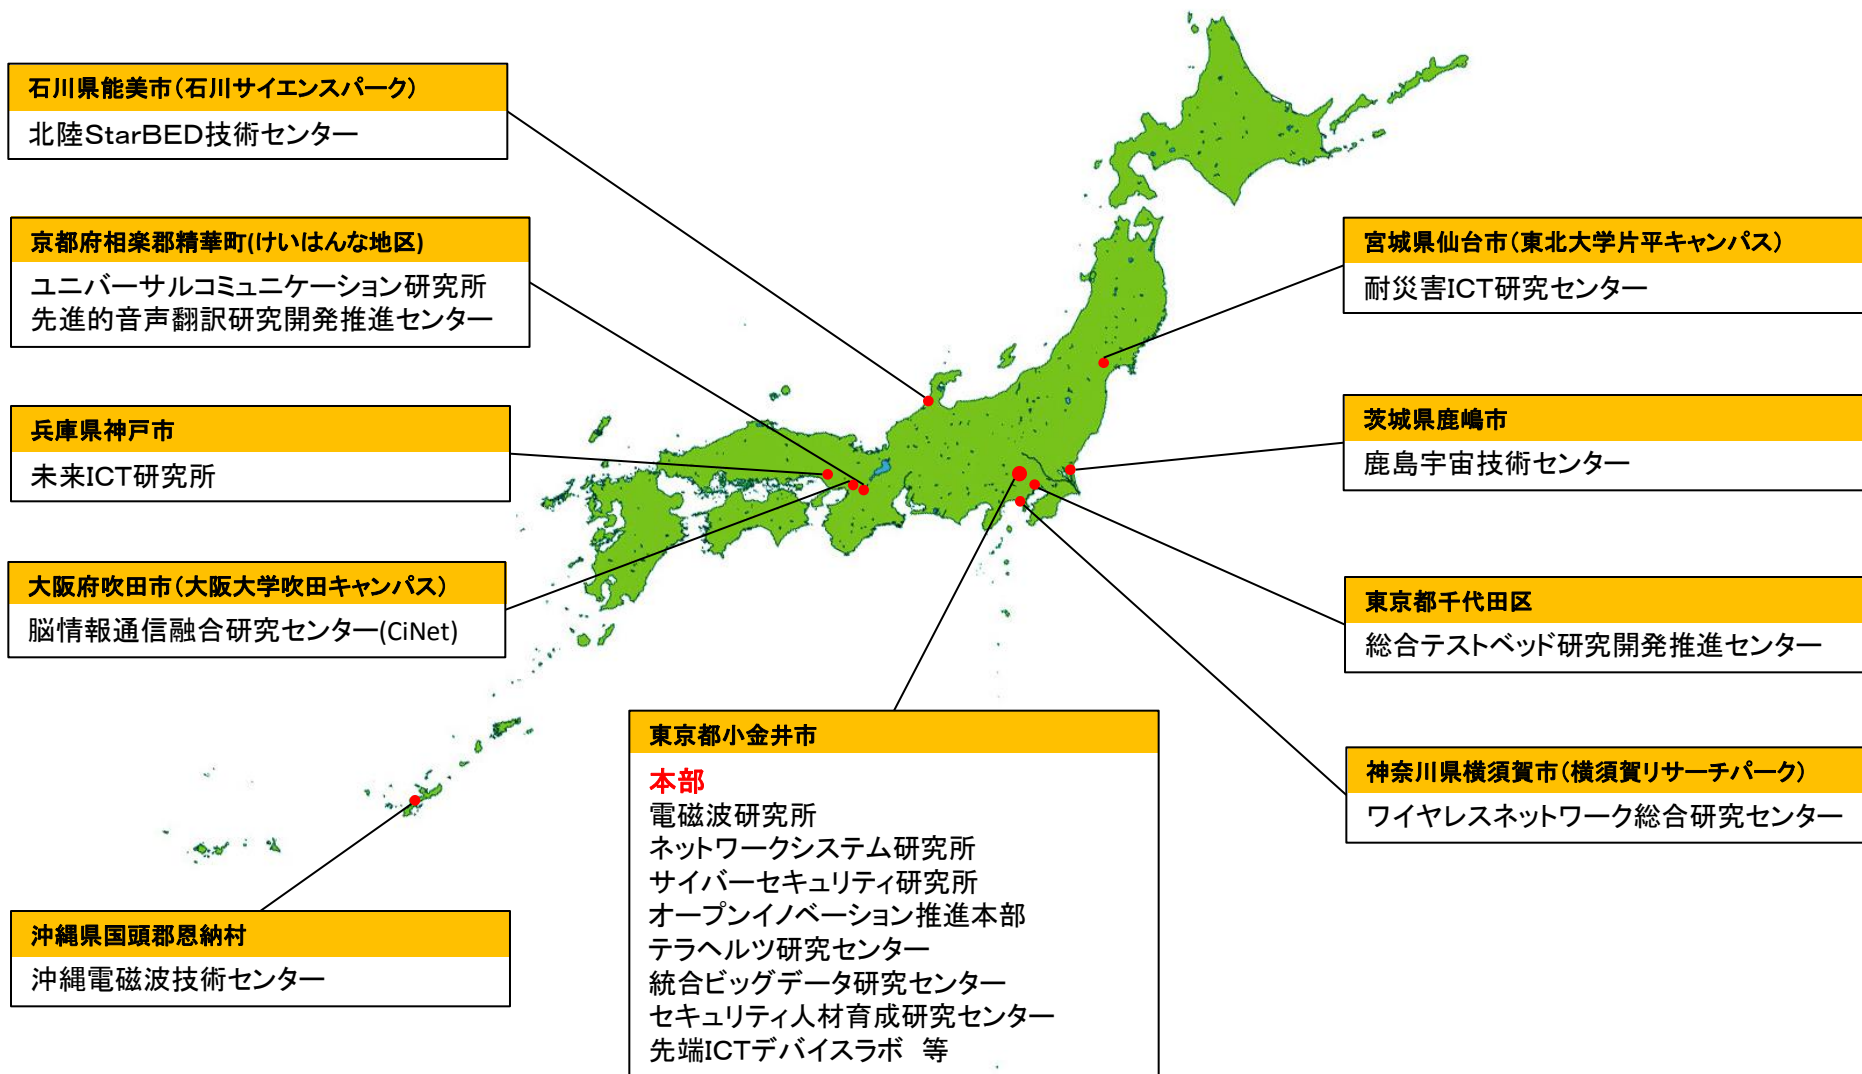 石川県能美市(石川サイエンスパーク)
北陸StarBED技術センター
京都府相楽郡精華町(けいはんな地区)
ユニバーサルコミュニケーション研究所
先進的音声翻訳研究開発推進センター
兵庫県神戸市
未来ICT研究所
大阪府吹田市(大阪大学吹田キャンパス)
脳情報通信融合研究センター(CiNet)
沖縄県国頭郡恩納村
沖縄電磁波技術センター
東京都小金井市
本部
電磁波研究所
ネットワークシステム研究所
サイバーセキュリティ研究所
オープンイノベーション推進本部
テラヘルツ研究センター
統合ビッグデータ研究センター
セキュリティ人材育成研究センター
先端ICTデバイスラボ 等
宮城県仙台市(東北大学片平キャンパス)
耐災害ICT研究センター
茨城県鹿嶋市
鹿島宇宙技術センター
東京都千代田区
総合テストベッド研究開発推進センター
神奈川県横須賀市(横須賀リサーチパーク)
ワイヤレスネットワーク総合研究センター